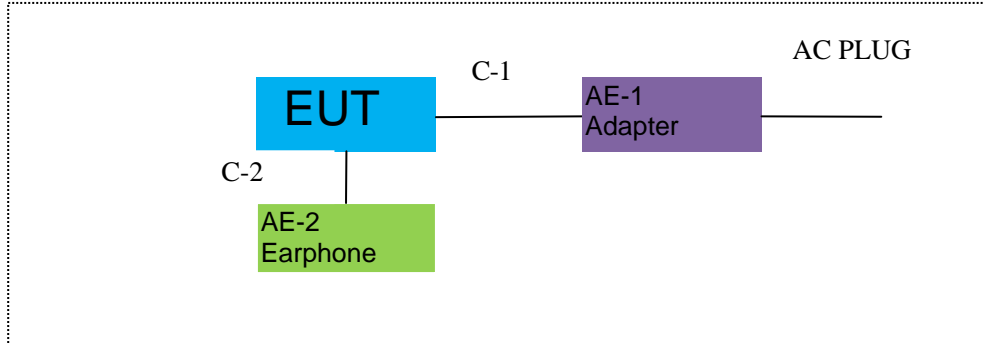 AC PLUG
C-1
EUT
AE-1
Adapter
C-2
AE-2
Earphone